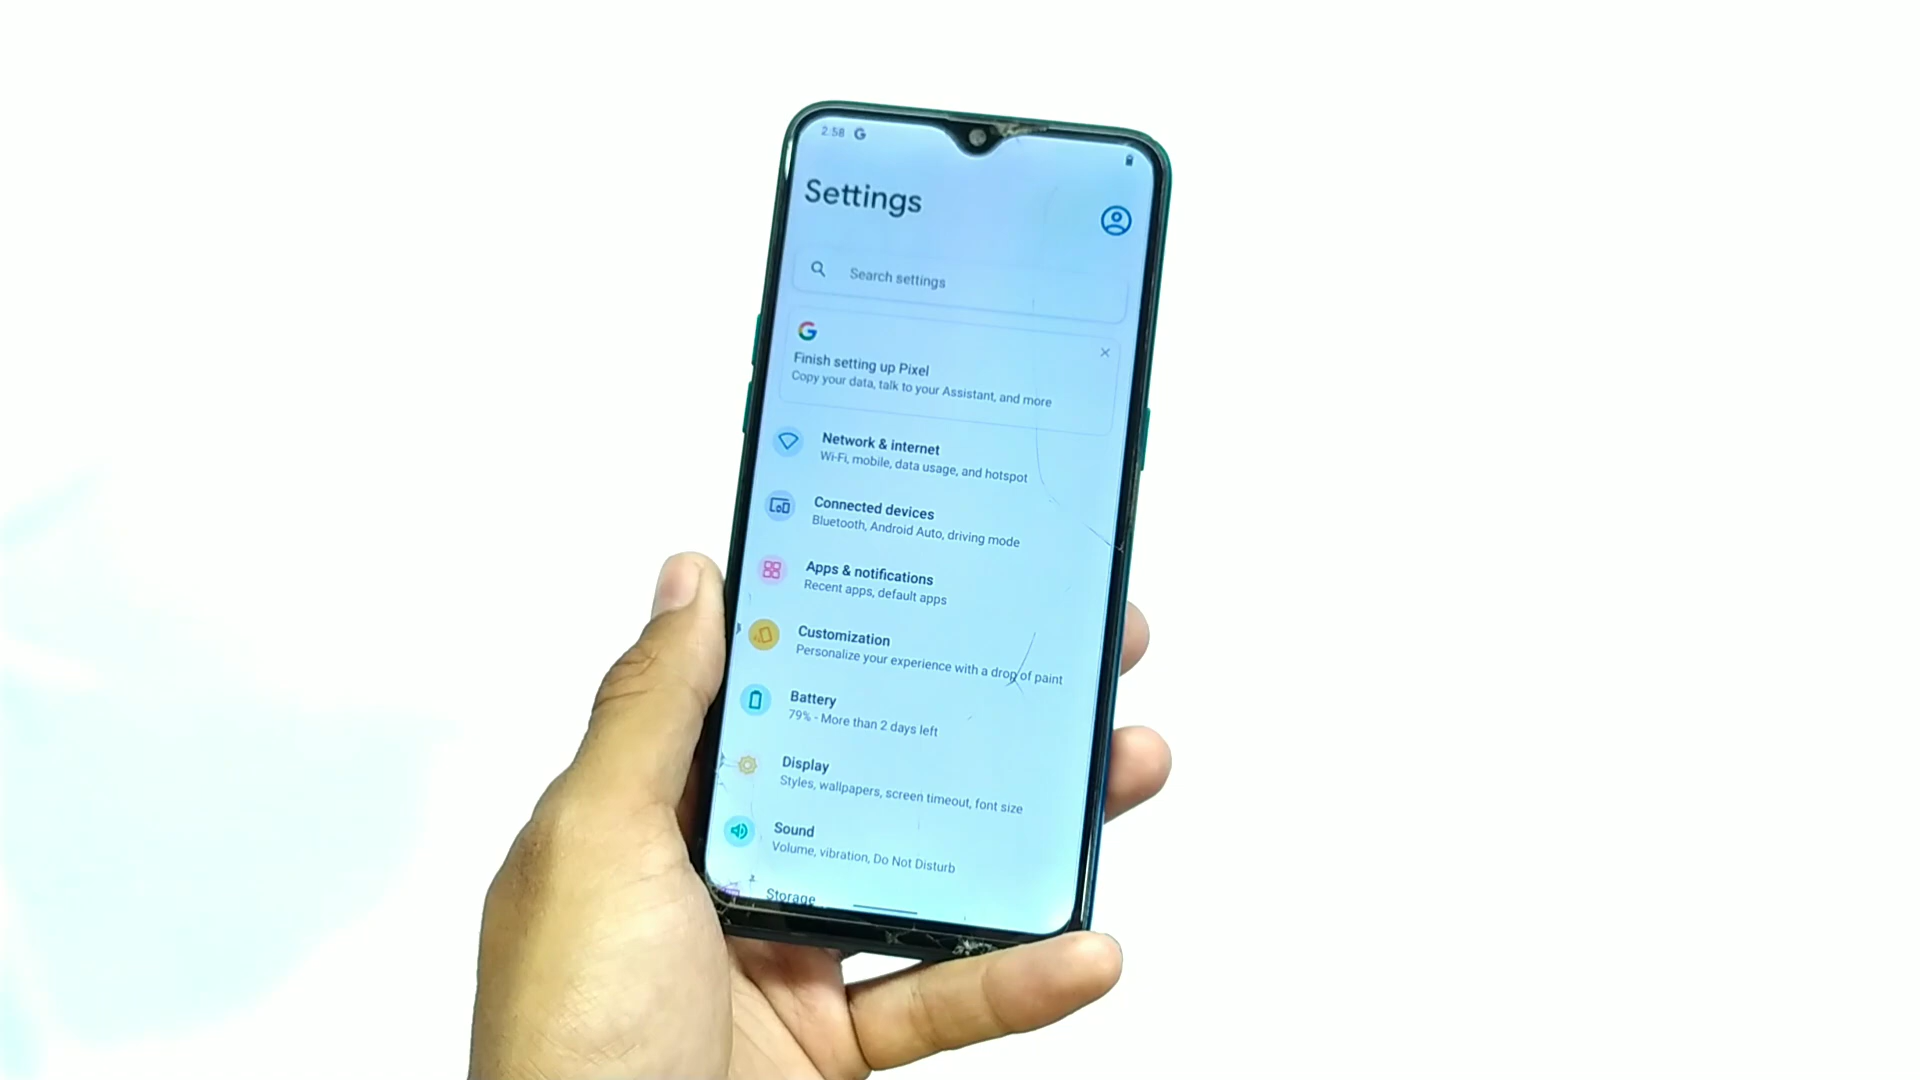 2:58 G
Settings
Search settings
G
Finish setting up Pixel
Copy your data, talk to your Assistant, and more
Network & internet
Wi-Fi, mobile, data usage, and hotspot
Connected devices
Bluetooth, Android Auto, driving mode
Apps & notifications
Recent apps, default apps
Customization
Personalize your experience with a drop of paint
Battery
79% - More than 2 days left
Display
Styles, wallpapers, screen timeout, font size
Sound
Volume, vibration, Do Not Disturb
Storage